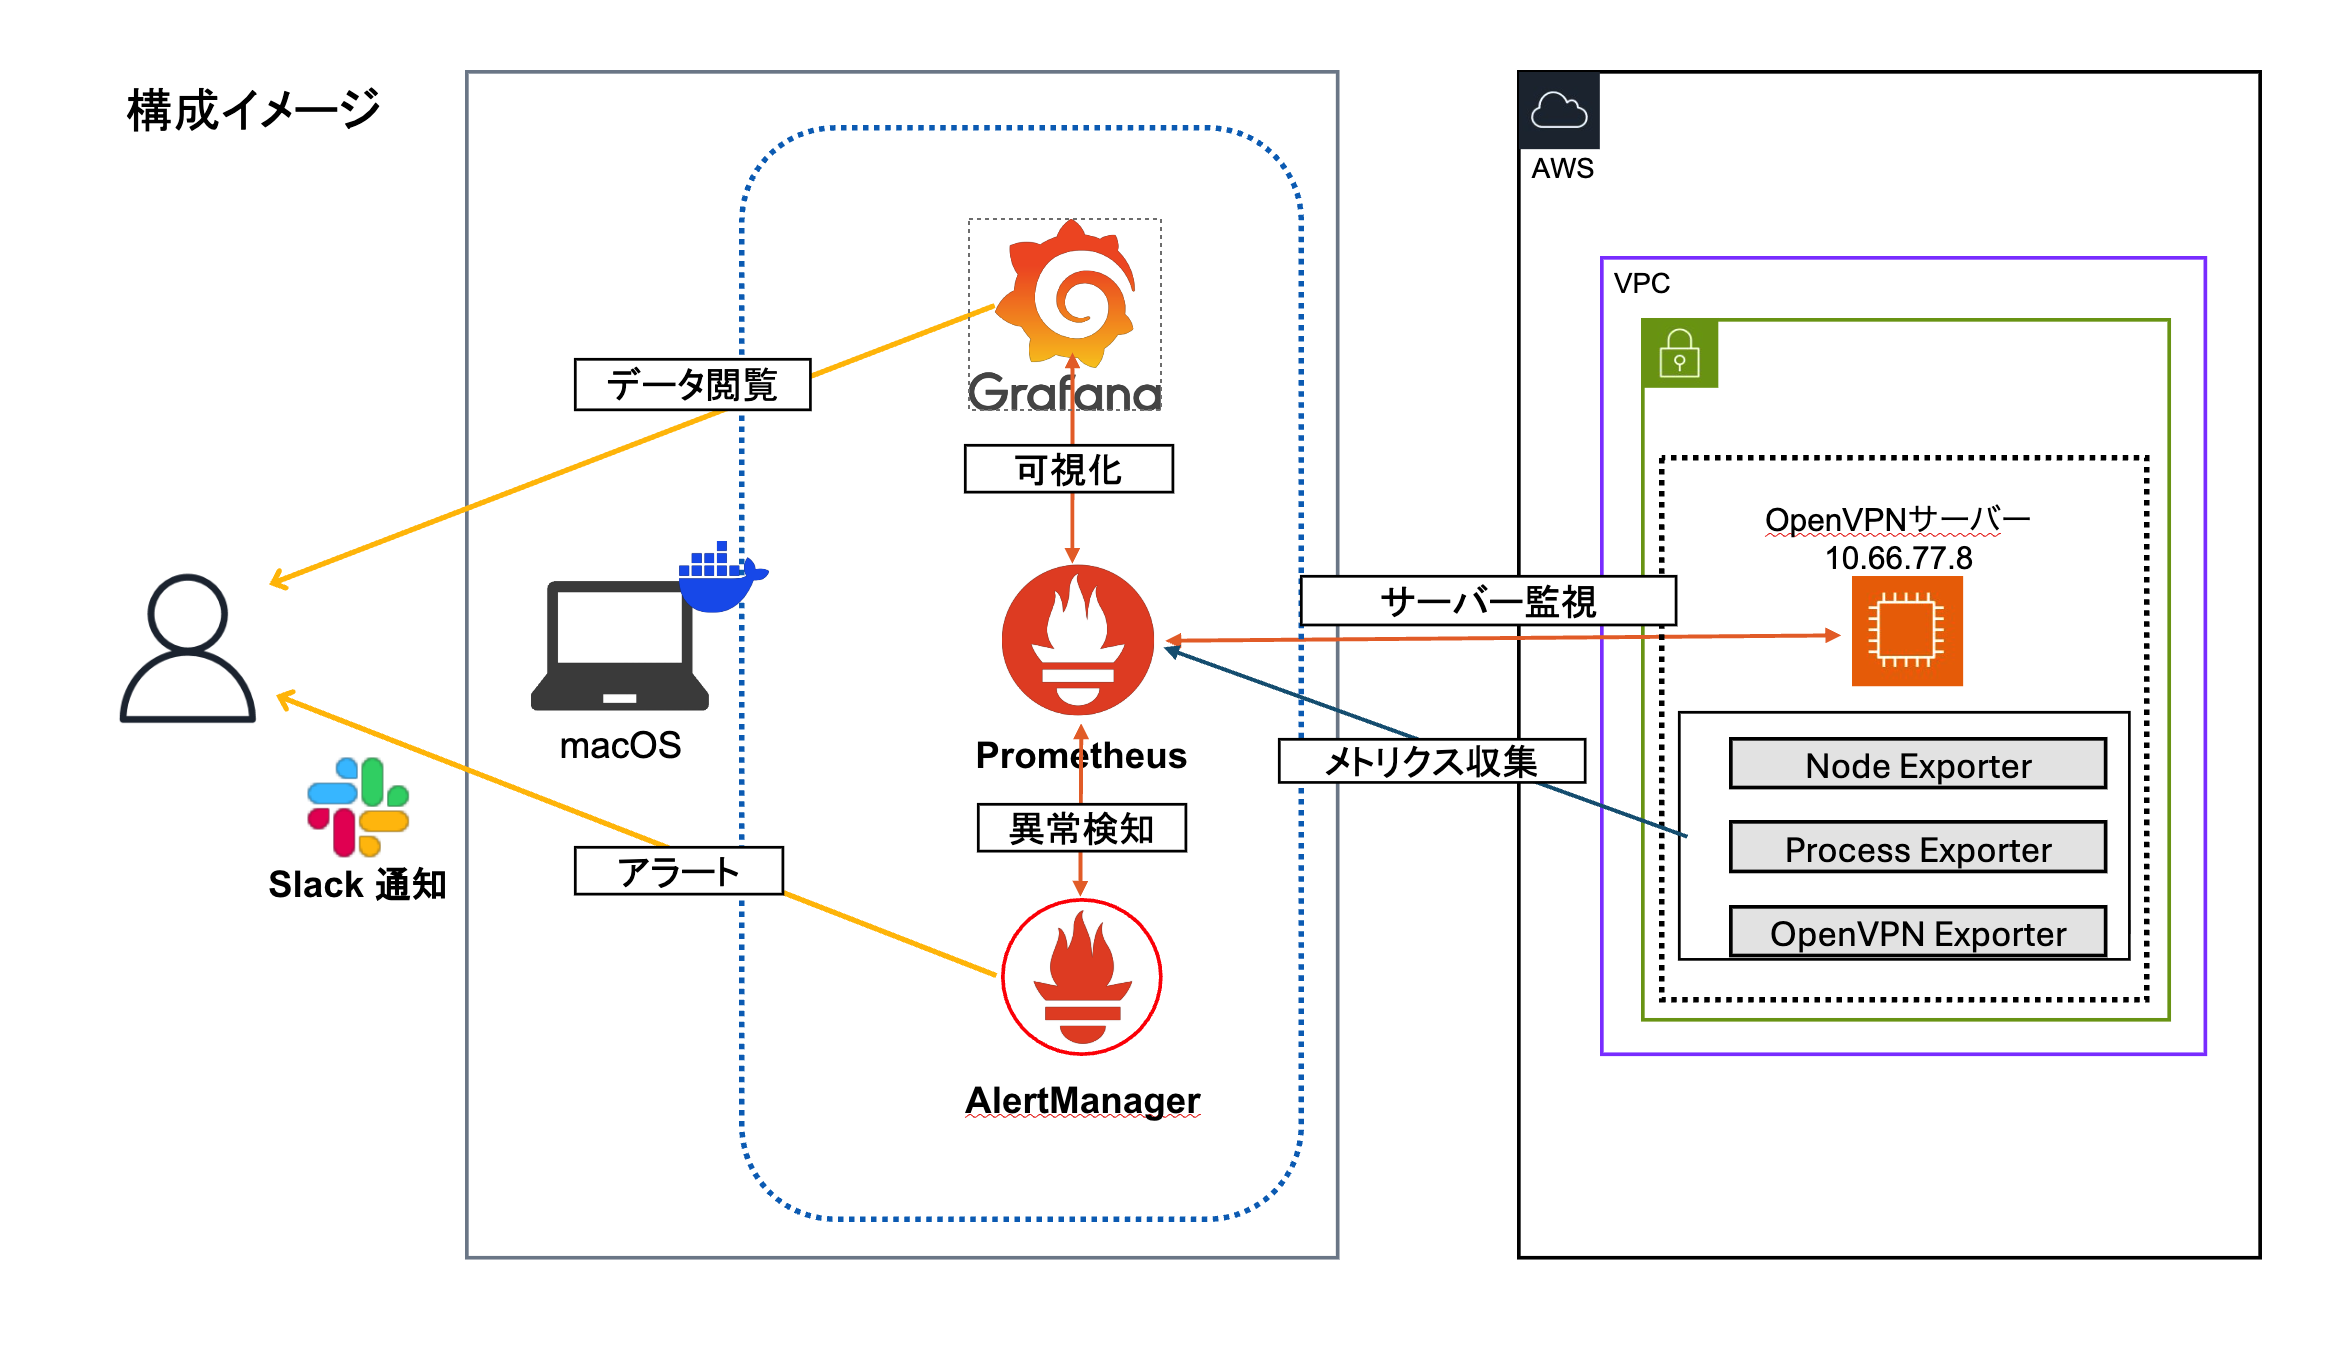 構成イメージ
データ閲覧
Slack 通知
macOS
アラート
Grafana
可視化
Prometheus
異常検知
AlertManager
サーバー監視
メトリクス収集
AWS
VPC
OpenVPNサーバー
10.66.77.8
Node Exporter
Process Exporter
OpenVPN Exporter